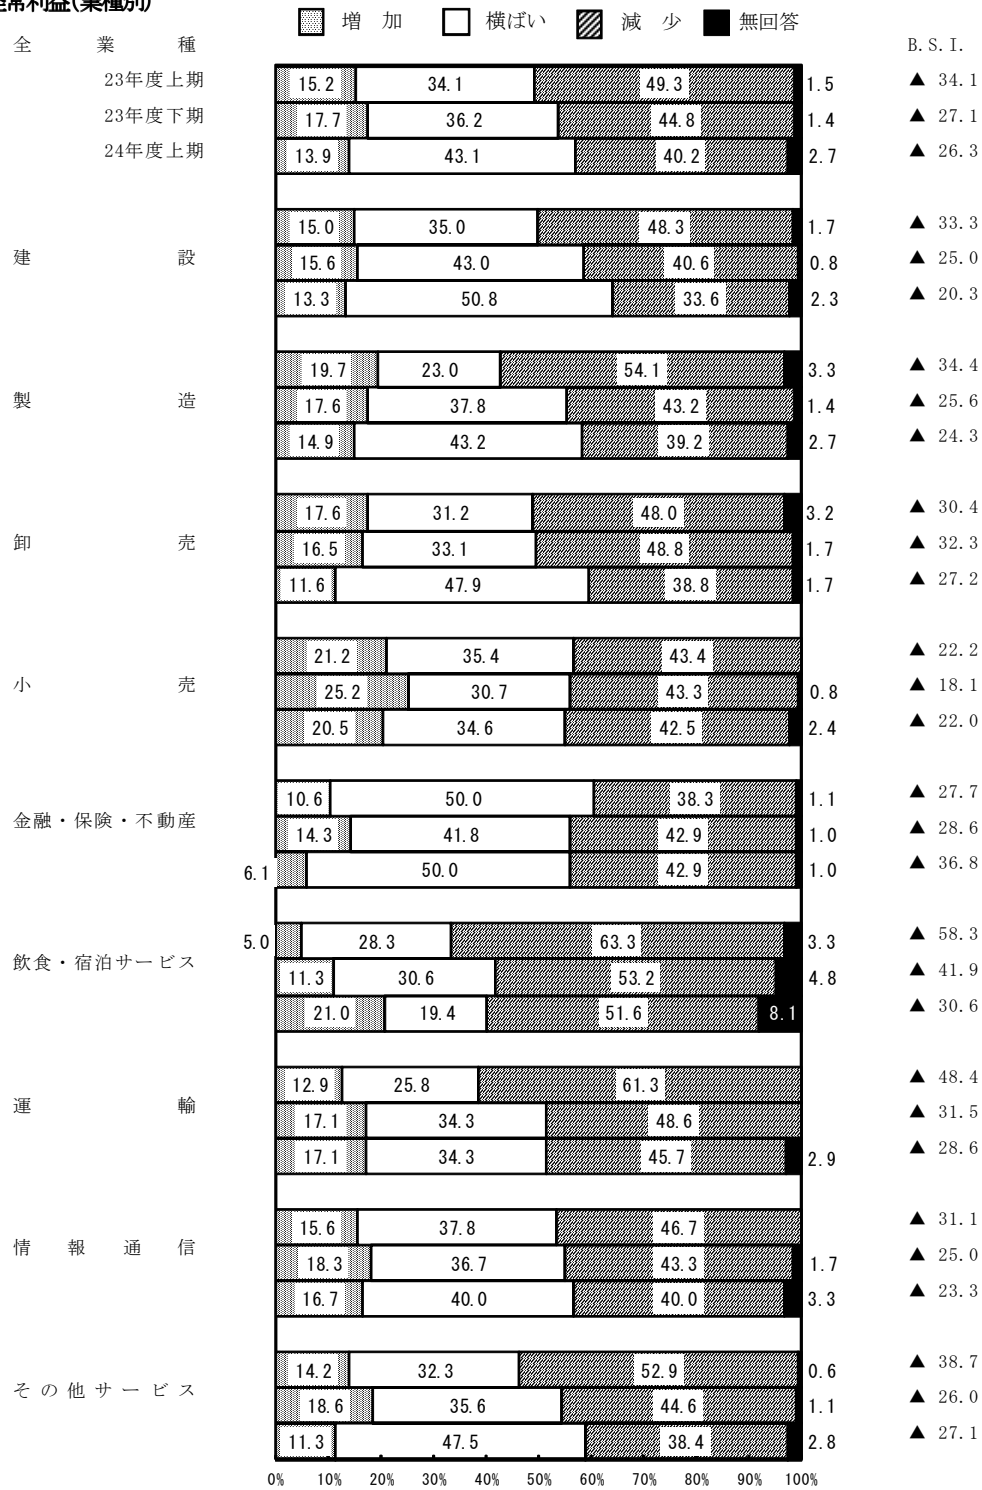 経常利益(業種別)
増 加 横ばい 減 少 無回答
全 業 種 B.S.I.
23年度上期 15.2 34.1 49.3 1.5 ▲ 34.1
23年度下期 17.7 36.2 44.8 1.4 ▲ 27.1
24年度上期 13.9 43.1 40.2 2.7 ▲ 26.3
15.0 35.0 48.3 1.7 ▲ 33.3
建 設 15.6 43.0 40.6 0.8 ▲ 25.0
13.3 50.8 33.6 2.3 ▲ 20.3
19.7 23.0 54.1 3.3 ▲ 34.4
製 造 17.6 37.8 43.2 1.4 ▲ 25.6
14.9 43.2 39.2 2.7 ▲ 24.3
17.6 31.2 48.0 3.2 ▲ 30.4
卸 売 16.5 33.1 48.8 1.7 ▲ 32.3
11.6 47.9 38.8 1.7 ▲ 27.2
21.2 35.4 43.4 ▲ 22.2
小 売 25.2 30.7 43.3 0.8 ▲ 18.1
20.5 34.6 42.5 2.4 ▲ 22.0
10.6 50.0 38.3 1.1 ▲ 27.7
金融・保険・不動産 14.3 41.8 42.9 1.0 ▲ 28.6
6.1 50.0 42.9 1.0 ▲ 36.8
5.0 28.3 63.3 3.3 ▲ 58.3
飲食・宿泊サービス 11.3 30.6 53.2 4.8 ▲ 41.9
21.0 19.4 51.6 8.1 ▲ 30.6
12.9 25.8 61.3 ▲ 48.4
運 輸 17.1 34.3 48.6 ▲ 31.5
17.1 34.3 45.7 2.9 ▲ 28.6
15.6 37.8 46.7 ▲ 31.1
情 報 通 信 18.3 36.7 43.3 1.7 ▲ 25.0
16.7 40.0 40.0 3.3 ▲ 23.3
14.2 32.3 52.9 0.6 ▲ 38.7
その他サービス 18.6 35.6 44.6 1.1 ▲ 26.0
11.3 47.5 38.4 2.8 ▲ 27.1
0% 10% 20% 30% 40% 50% 60% 70% 80% 90% 100%